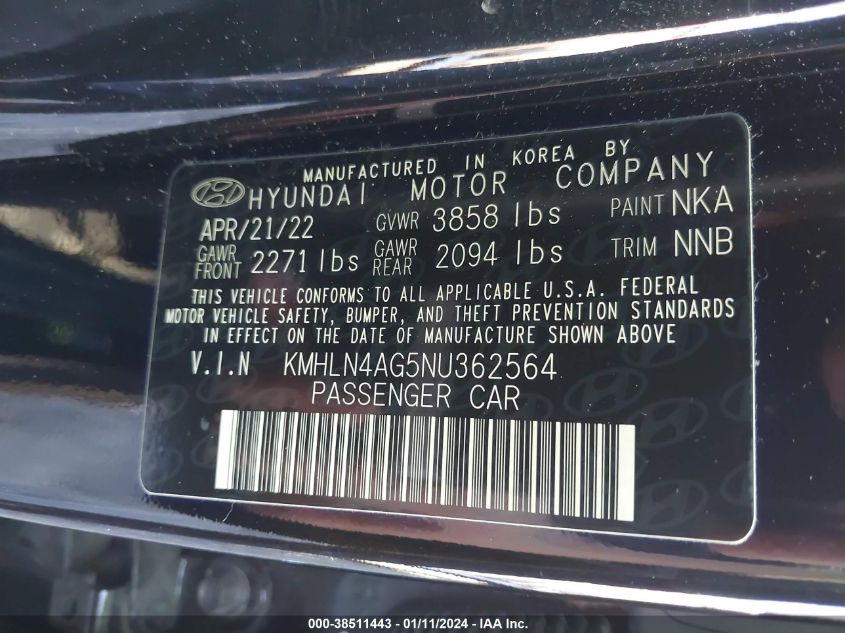 MANUFACTURED IN KOREA BY
HYUNDAI MOTOR COMPANY
APR/21/22 GVWR 3858 lbs PAINT NKA
GAWR FRONT 2271 lbs GAWR REAR 2094 lbs TRIM NNB
THIS VEHICLE CONFORMS TO ALL APPLICABLE U.S.A. FEDERAL
MOTOR VEHICLE SAFETY, BUMPER, AND THEFT PREVENTION STANDARDS
IN EFFECT ON THE DATE OF MANUFACTURE SHOWN ABOVE
V.I.N KMHLN4AG5NU362564
PASSENGER CAR
000-38511443 - 01/11/2024 - IAA Inc.